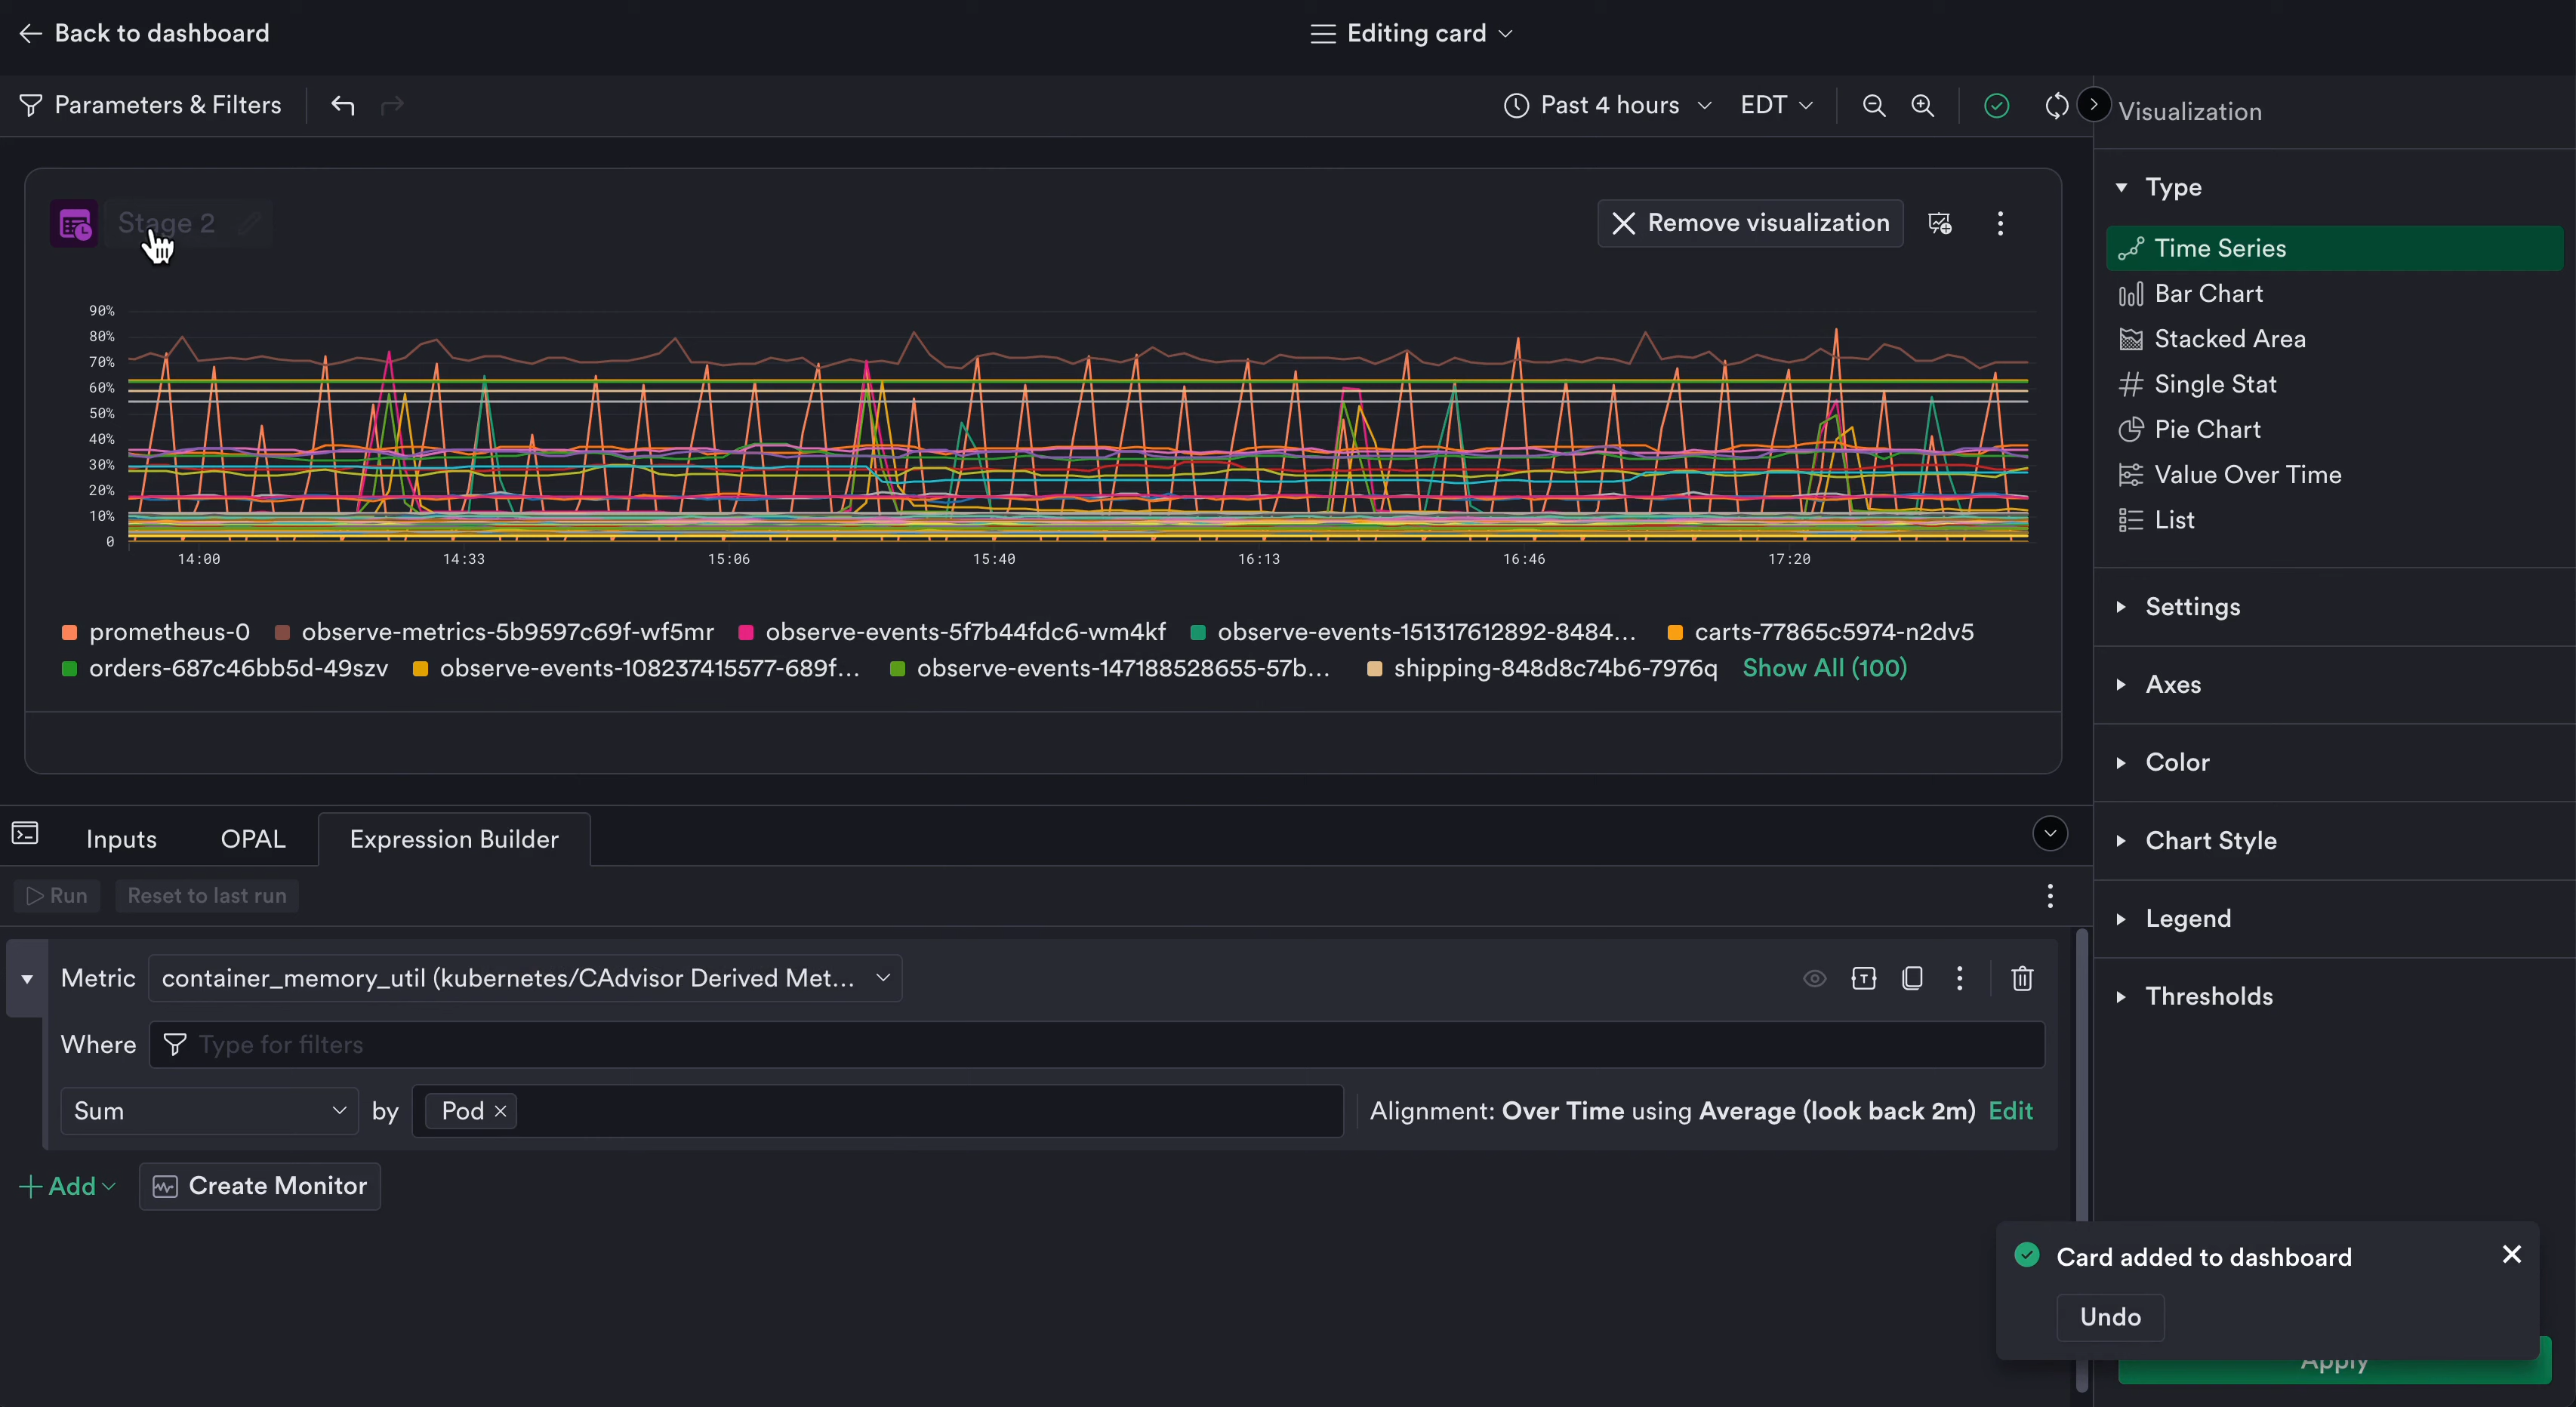 Back to dashboard
Editing card
Parameters & Filters
Past 4 hours
EDT
Visualization
Stage 2
Remove visualization
90%
80%
70%
60%
50%
40%
30%
20%
10%
0
14:00 14:33 15:06 15:40 16:13 16:46 17:20
prometheus-0 observe-metrics-5b9597c69f-wf5mr observe-events-5f7b44fdc6-wm4kf observe-events-151317612892-8484... carts-77865c5974-n2dv5
orders-687c46bb5d-49szv observe-events-108237415577-689f... observe-events-147188528655-57b... shipping-848d8c74b6-7976q Show All (100)
Type
Time Series
Bar Chart
Stacked Area
Single Stat
Pie Chart
Value Over Time
List
Settings
Axes
Color
Chart Style
Legend
Thresholds
Inputs OPAL Expression Builder
Run Reset to last run
Metric container_memory_util (kubernetes/CAdvisor Derived Met...
Where Type for filters
Sum by Pod Alignment: Over Time using Average (look back 2m) Edit
Add Create Monitor
Card added to dashboard
Undo
Apply